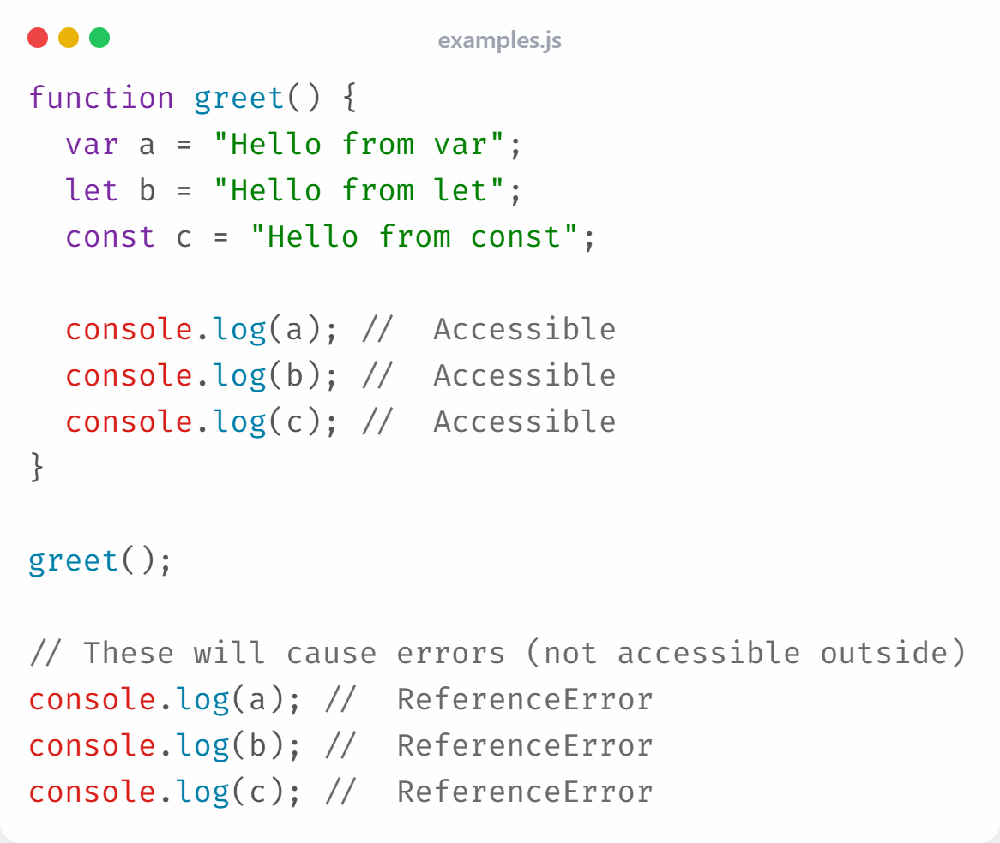 examples.js
function greet() {
  var a = "Hello from var";
  let b = "Hello from let";
  const c = "Hello from const";
  console.log(a); //  Accessible
  console.log(b); //  Accessible
  console.log(c); //  Accessible
}
greet();
// These will cause errors (not accessible outside)
console.log(a); //  ReferenceError
console.log(b); //  ReferenceError
console.log(c); //  ReferenceError